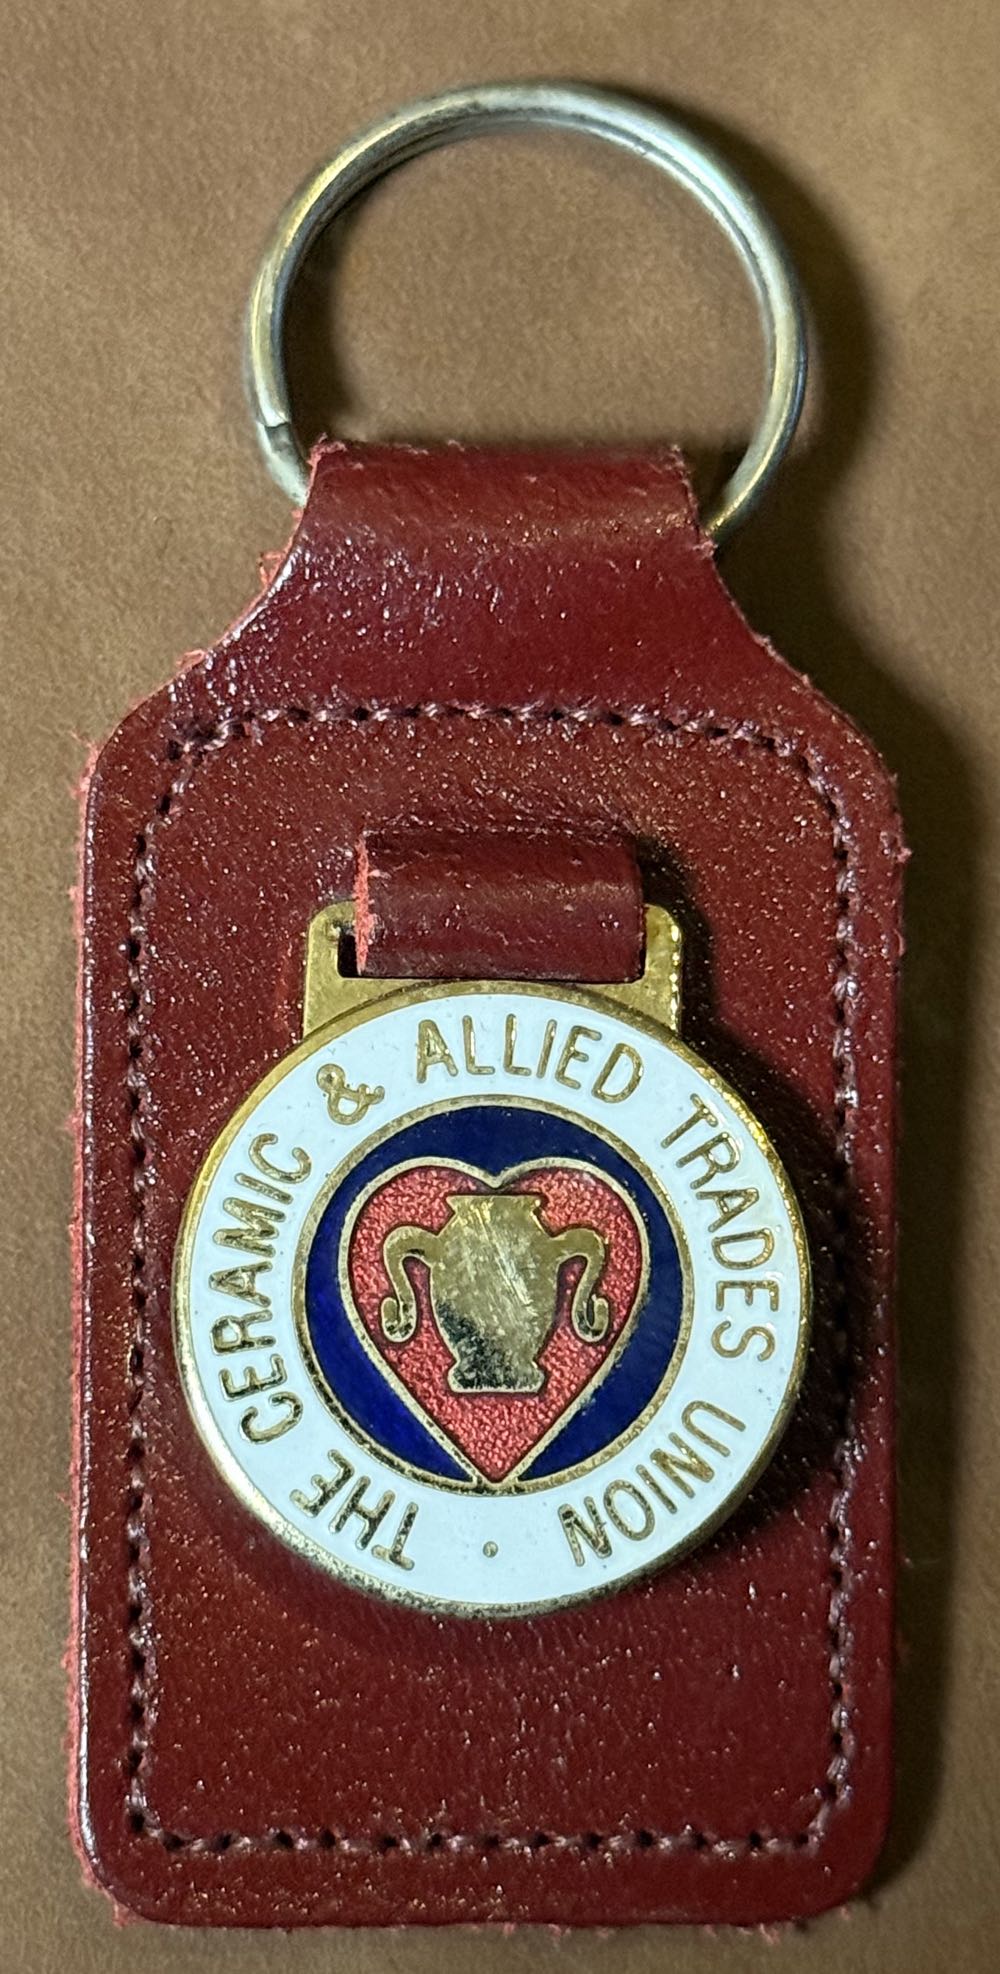 THE CERAMIC & ALLIED TRADES UNION ·